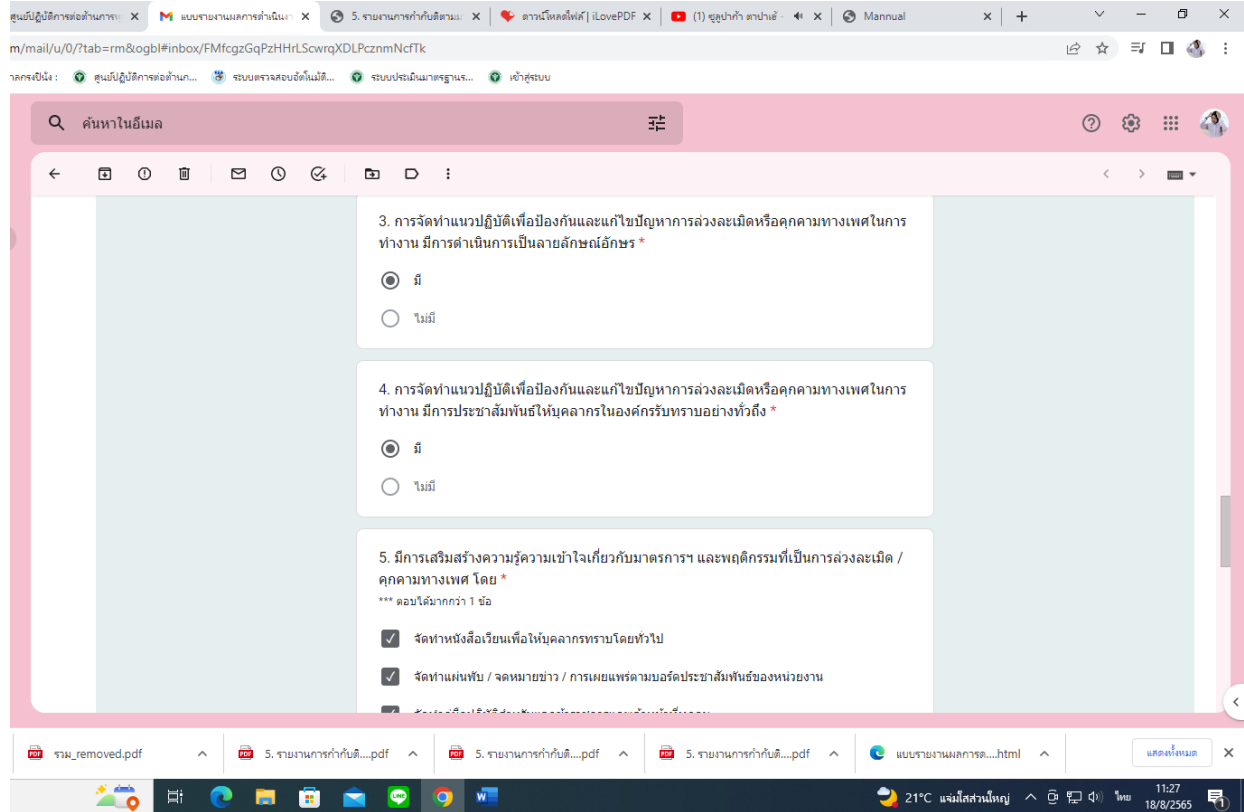 ศูนย์ปฏิบัติการต่อต้านการทุ
แบบรายงานผลการดำเนินงา
5. รายงานการกำกับติดตามแ
ดาวน์โหลดไฟล์ | iLovePDF
(1) ซูลูปาก้า ตาปาเฮ้ -
Mannual
m/mail/u/0/?tab=rm&ogbl#inbox/FMfcgzGqPzHHrLScwrqXDLPcznmNcfTk
าลกรงปินัง :
ศูนย์ปฏิบัติการต่อต้านก...
ระบบตรวจสอบอัตโนมัติ...
ระบบประเมินมาตรฐานร...
เข้าสู่ระบบ
ค้นหาในอีเมล
3. การจัดทำแนวปฏิบัติเพื่อป้องกันและแก้ไขปัญหาการล่วงละเมิดหรือคุกคามทางเพศในการ
ทำงาน มีการดำเนินการเป็นลายลักษณ์อักษร *
มี
ไม่มี
4. การจัดทำแนวปฏิบัติเพื่อป้องกันและแก้ไขปัญหาการล่วงละเมิดหรือคุกคามทางเพศในการ
ทำงาน มีการประชาสัมพันธ์ให้บุคลากรในองค์กรรับทราบอย่างทั่วถึง *
มี
ไม่มี
5. มีการเสริมสร้างความรู้ความเข้าใจเกี่ยวกับมาตรการฯ และพฤติกรรมที่เป็นการล่วงละเมิด /
คุกคามทางเพศ โดย *
*** ตอบได้มากกว่า 1 ข้อ
จัดทำหนังสือเวียนเพื่อให้บุคลากรทราบโดยทั่วไป
จัดทำแผ่นพับ / จดหมายข่าว / การเผยแพร่ตามบอร์ดประชาสัมพันธ์ของหน่วยงาน
รวม_removed.pdf
5. รายงานการกำกับติ....pdf
5. รายงานการกำกับติ....pdf
5. รายงานการกำกับติ....pdf
แบบรายงานผลการด....html
แสดงทั้งหมด
21°C แจ่มใสส่วนใหญ่
ไทย
11:27
18/8/2565